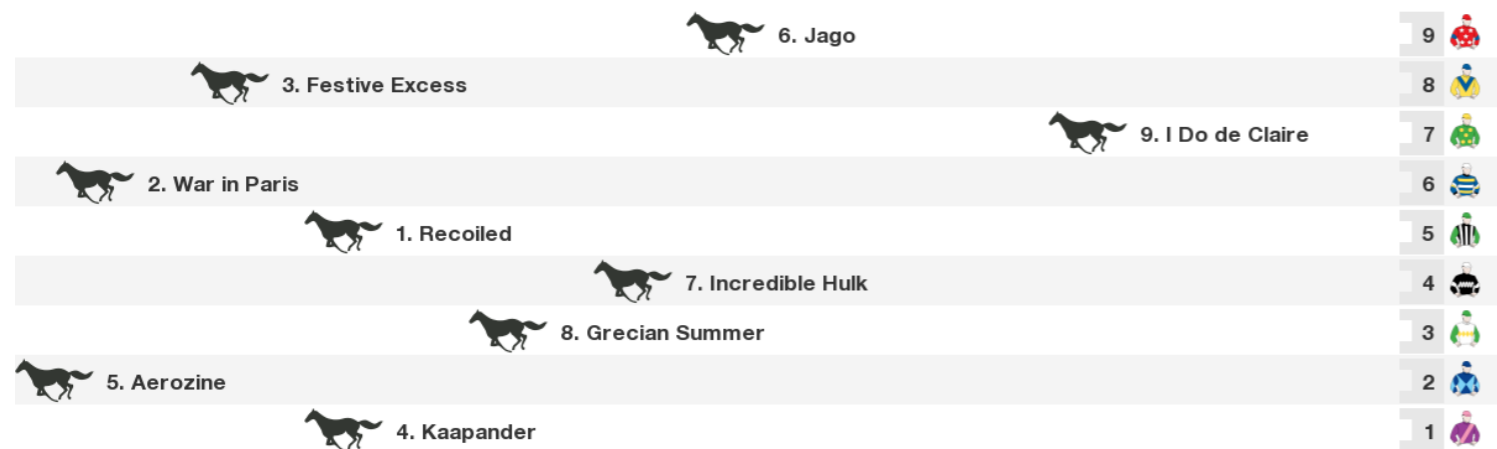 6. Jago 9
3. Festive Excess 8
9. I Do de Claire 7
2. War in Paris 6
1. Recoiled 5
7. Incredible Hulk 4
8. Grecian Summer 3
5. Aerozine 2
4. Kaapander 1